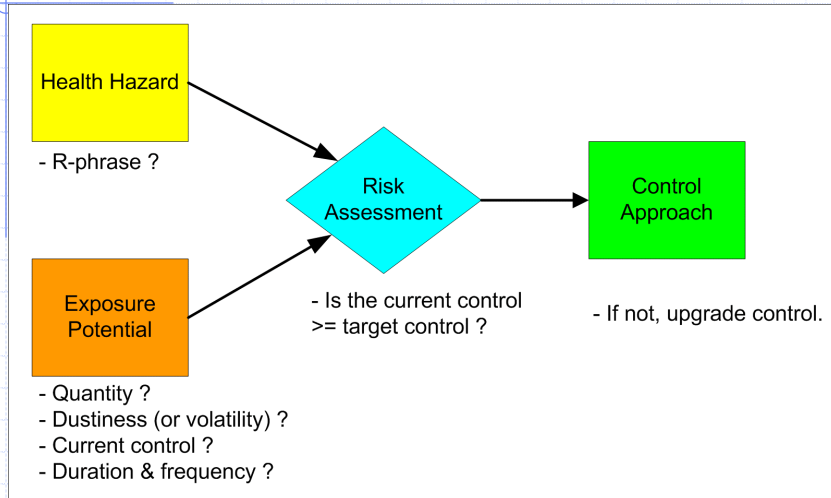 Health Hazard
- R-phrase ?
Exposure
Potential
- Quantity ?
- Dustiness (or volatility) ?
- Current control ?
- Duration & frequency ?
Risk
Assessment
- Is the current control
>= target control ?
Control
Approach
- If not, upgrade control.